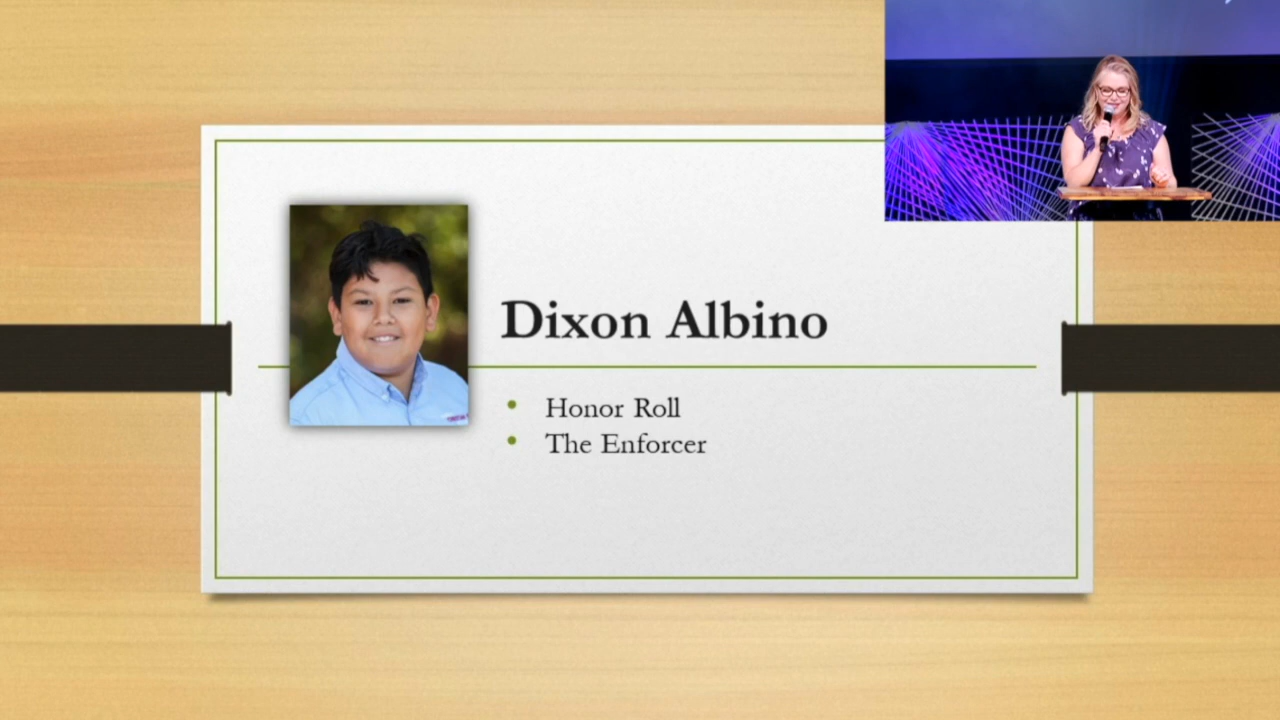 Dixon Albino
• Honor Roll
• The Enforcer